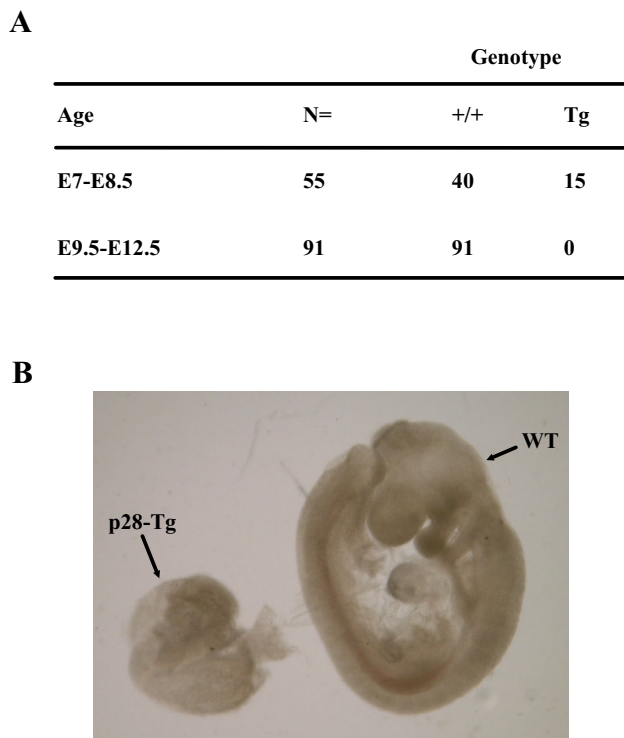 A
Genotype
Age N= +/+ Tg
E7-E8.5 55 40 15
E9.5-E12.5 91 91 0
B
WT
p28-Tg